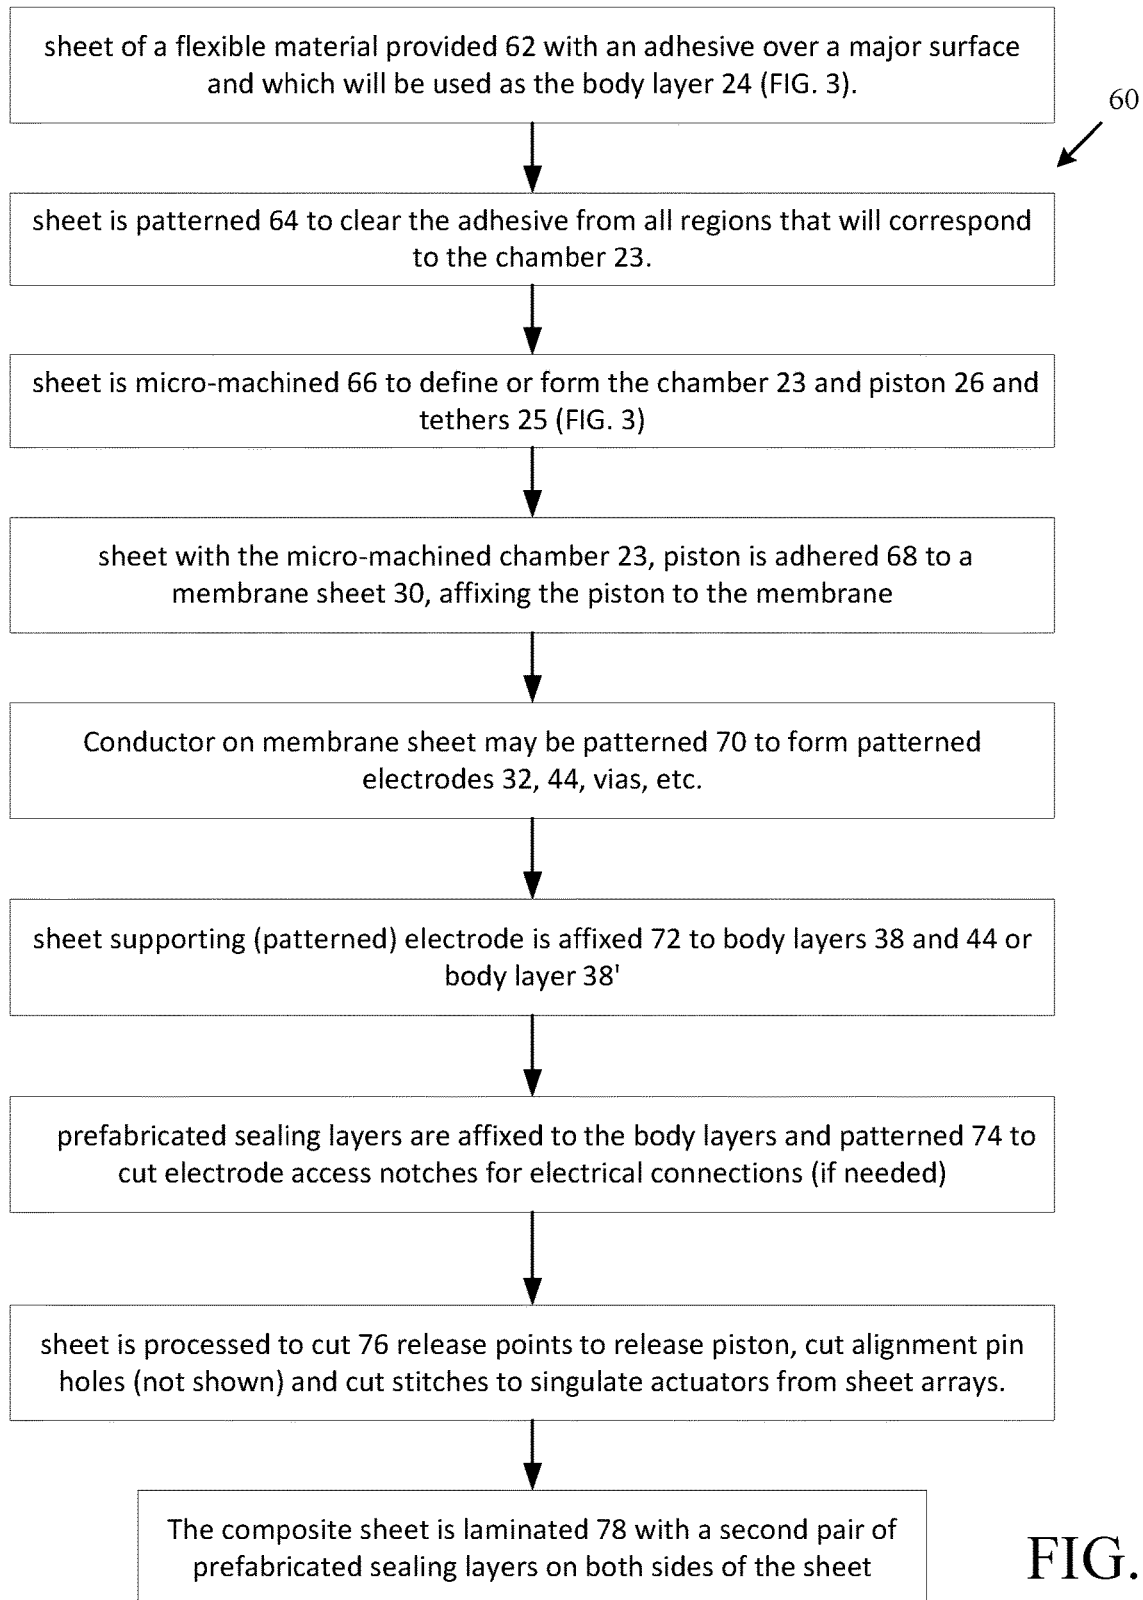 sheet of a flexible material provided 62 with an adhesive over a major surface
and which will be used as the body layer 24 (FIG. 3).
60
sheet is patterned 64 to clear the adhesive from all regions that will correspond
to the chamber 23.
sheet is micro-machined 66 to define or form the chamber 23 and piston 26 and
tethers 25 (FIG. 3)
sheet with the micro-machined chamber 23, piston is adhered 68 to a
membrane sheet 30, affixing the piston to the membrane
Conductor on membrane sheet may be patterned 70 to form patterned
electrodes 32, 44, vias, etc.
sheet supporting (patterned) electrode is affixed 72 to body layers 38 and 44 or
body layer 38'
prefabricated sealing layers are affixed to the body layers and patterned 74 to
cut electrode access notches for electrical connections (if needed)
sheet is processed to cut 76 release points to release piston, cut alignment pin
holes (not shown) and cut stitches to singulate actuators from sheet arrays.
The composite sheet is laminated 78 with a second pair of
prefabricated sealing layers on both sides of the sheet
FIG.